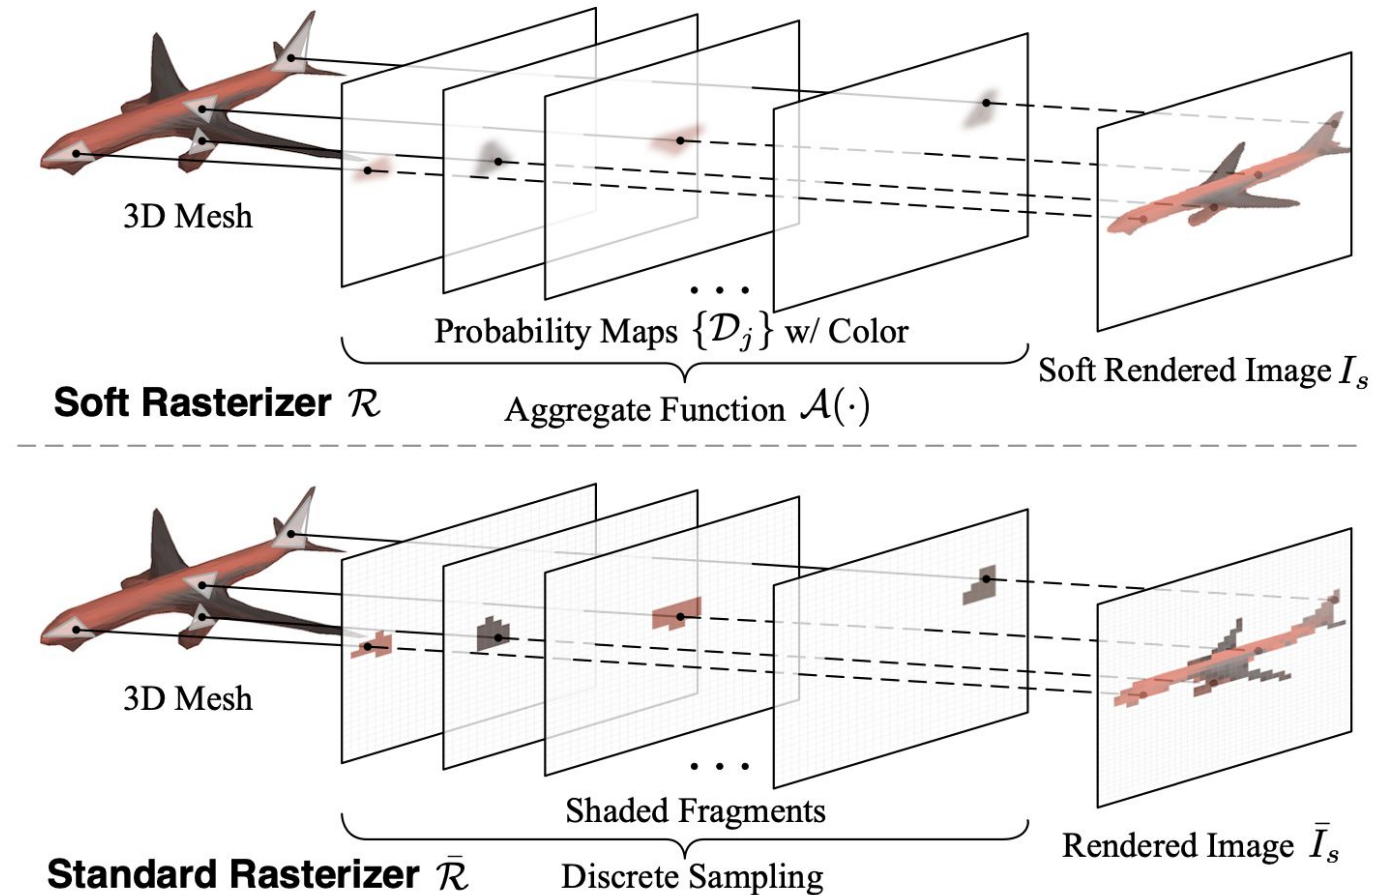 3D Mesh
. . .
Probability Maps {𝒟ⱼ} w/ Color
Soft Rendered Image Iₛ
Soft Rasterizer ℛ
Aggregate Function 𝒜(·)
3D Mesh
. . .
Shaded Fragments
Rendered Image Īₛ
Standard Rasterizer ℛ̄
Discrete Sampling